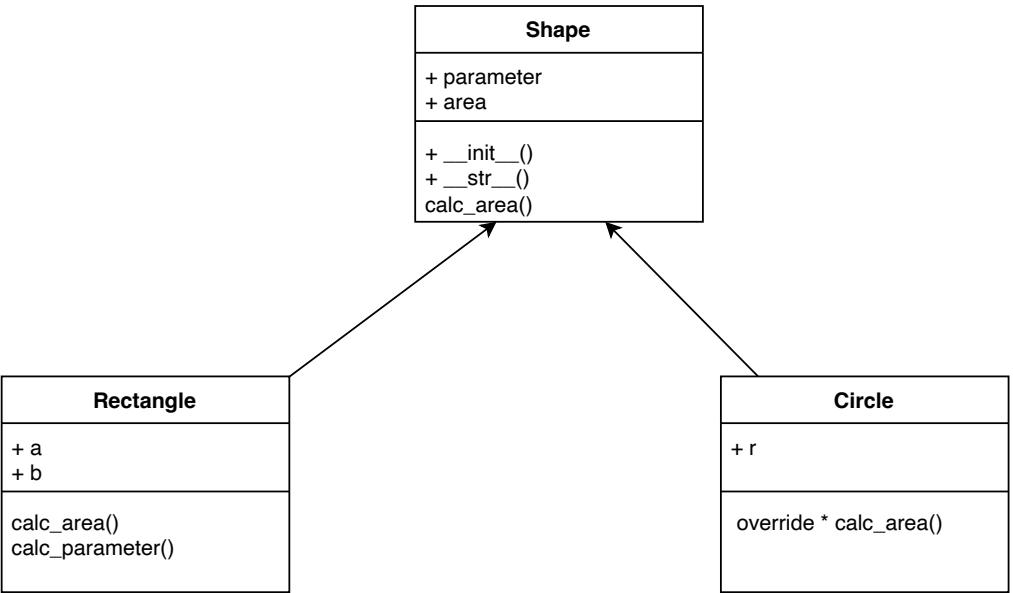 Shape
+ parameter
+ area
+ __init__()
+ __str__()
calc_area()
Rectangle
+ a
+ b
calc_area()
calc_parameter()
Circle
+ r
override * calc_area()